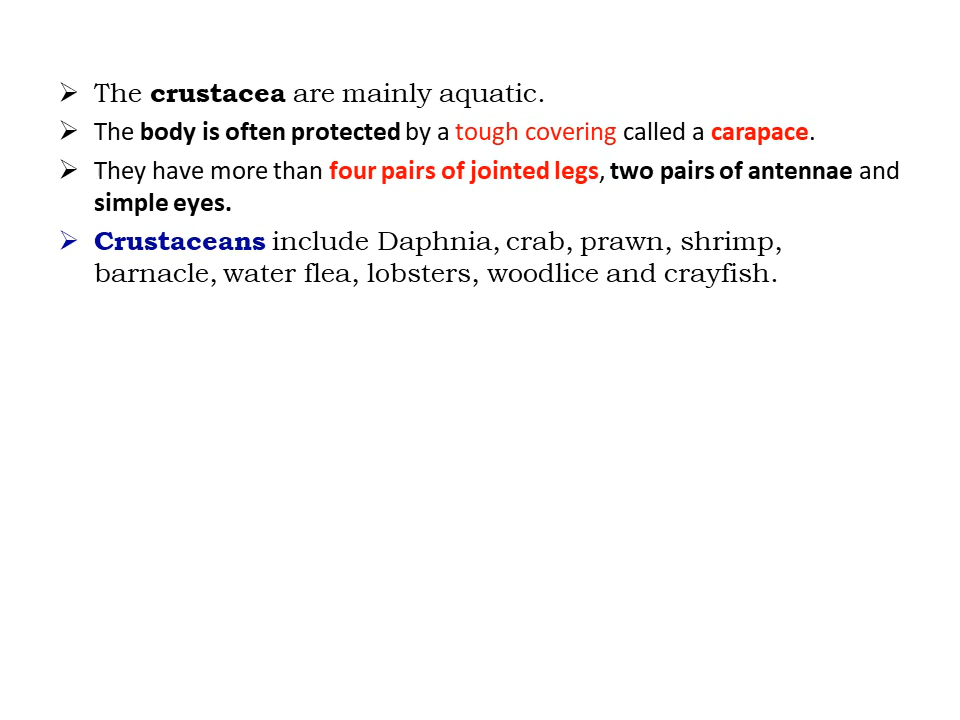 ➢ The crustacea are mainly aquatic.
➢ The body is often protected by a tough covering called a carapace.
➢ They have more than four pairs of jointed legs, two pairs of antennae and
simple eyes.
➢ Crustaceans include Daphnia, crab, prawn, shrimp,
barnacle, water flea, lobsters, woodlice and crayfish.